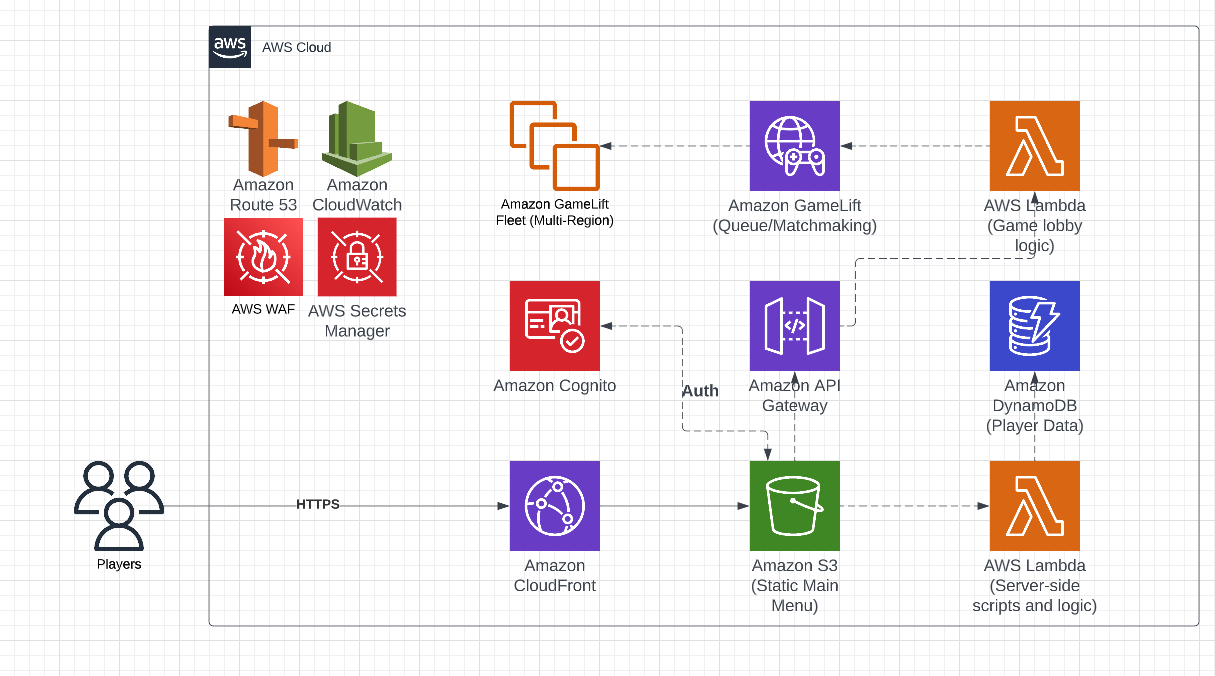 aws
AWS Cloud
Amazon
Route 53
Amazon
CloudWatch
AWS WAF
AWS Secrets
Manager
Amazon GameLift
Fleet (Multi-Region)
Amazon GameLift
(Queue/Matchmaking)
AWS Lambda
(Game lobby
logic)
Amazon Cognito
Auth
Amazon API
Gateway
Amazon
DynamoDB
(Player Data)
Players
HTTPS
Amazon
CloudFront
Amazon S3
(Static Main
Menu)
AWS Lambda
(Server-side
scripts and logic)